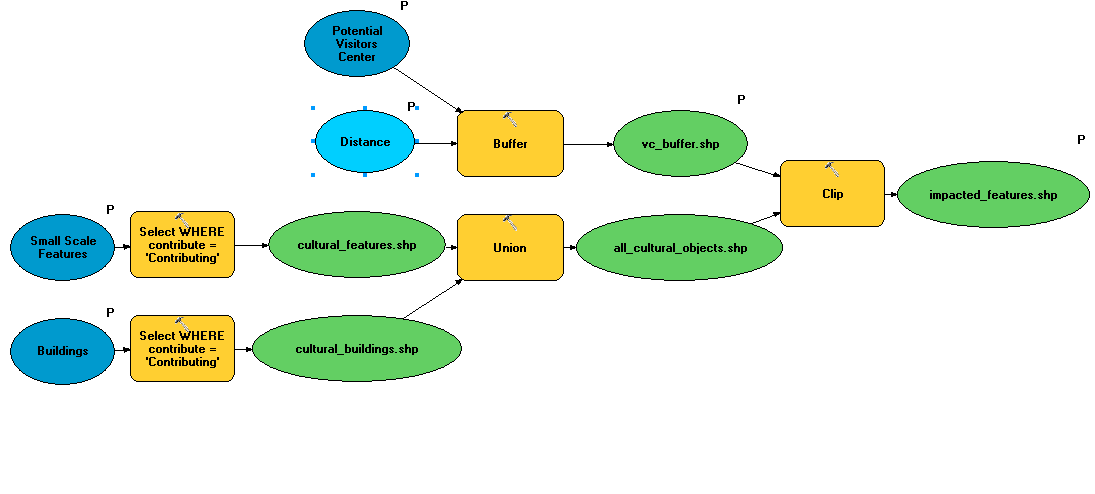 P
Potential
Visitors
Center
P
Distance
Buffer
P
vc_buffer.shp
Clip
P
impacted_features.shp
P
Small Scale
Features
Select WHERE
contribute =
'Contributing'
cultural_features.shp
Union
all_cultural_objects.shp
P
Buildings
Select WHERE
contribute =
'Contributing'
cultural_buildings.shp